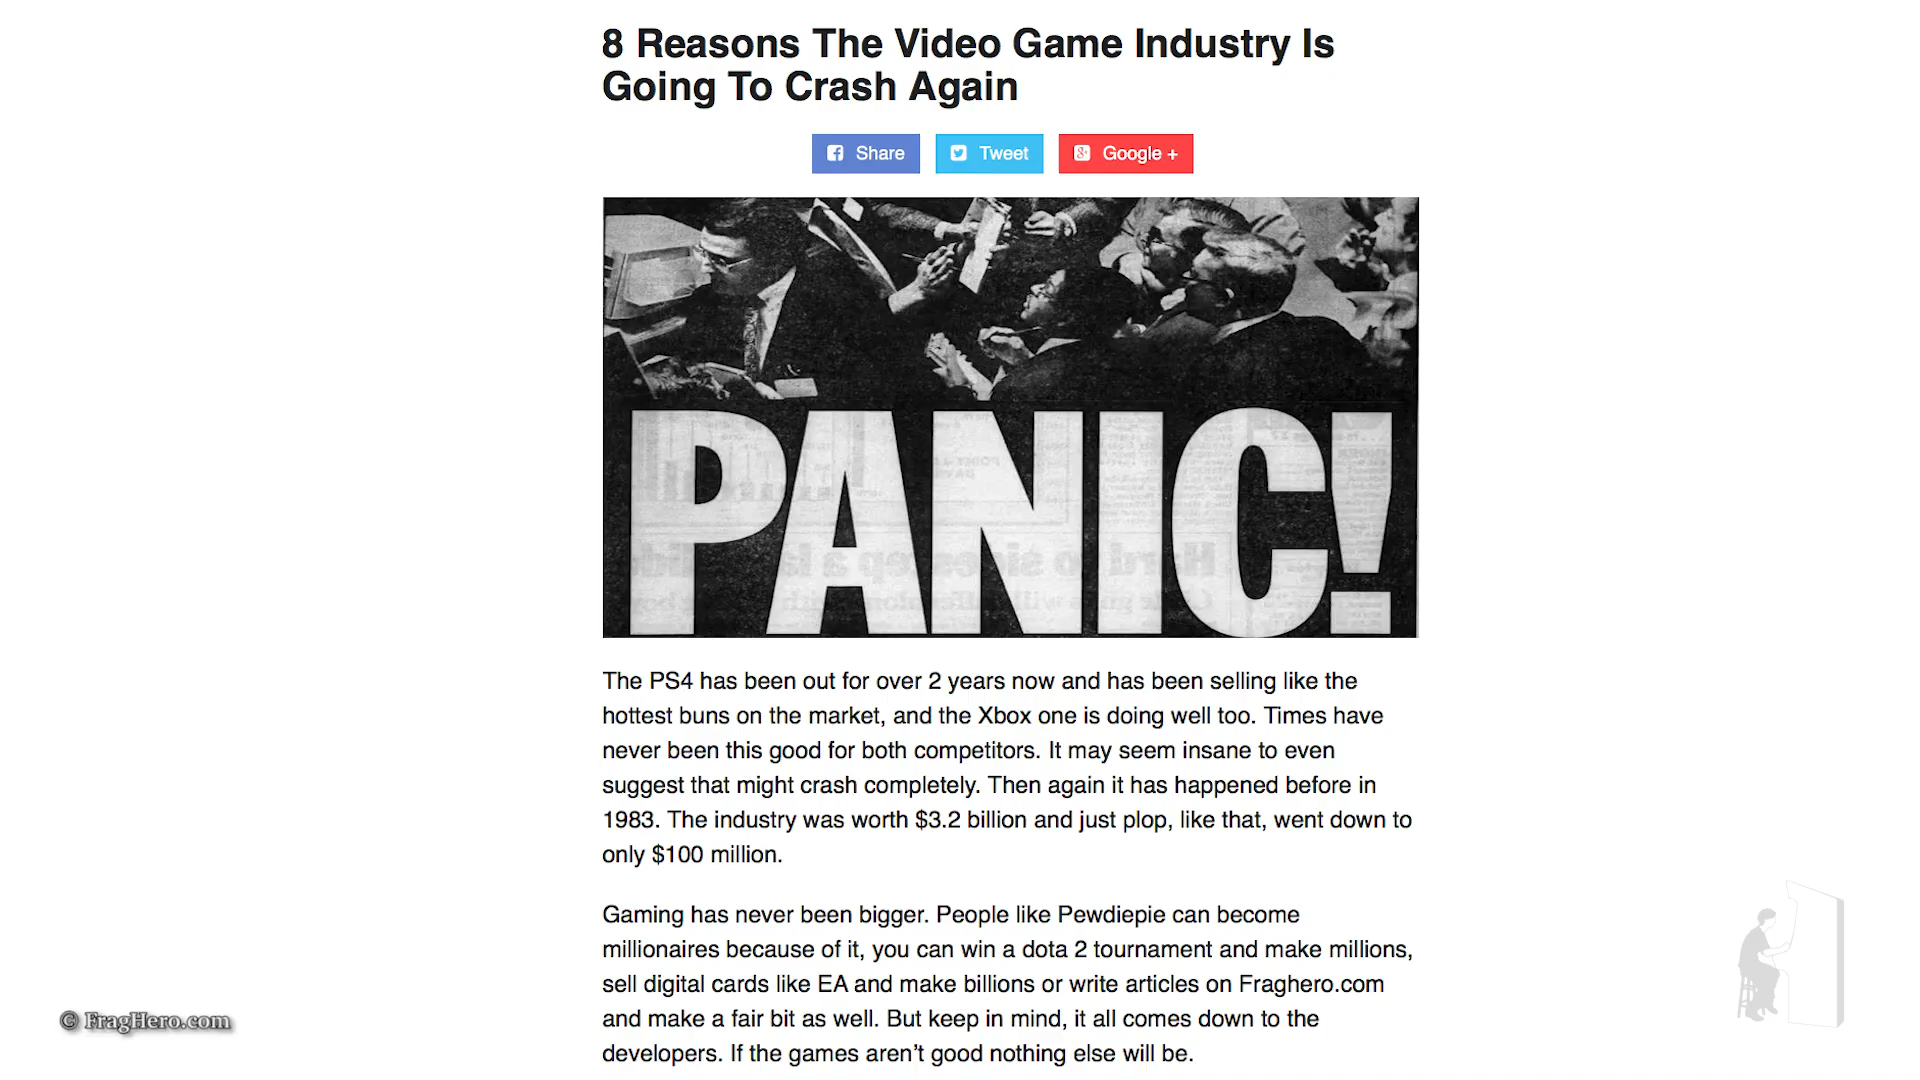 8 Reasons The Video Game Industry Is
Going To Crash Again
Share
Tweet
Google +
PANIC!
The PS4 has been out for over 2 years now and has been selling like the
hottest buns on the market, and the Xbox one is doing well too. Times have
never been this good for both competitors. It may seem insane to even
suggest that might crash completely. Then again it has happened before in
1983. The industry was worth $3.2 billion and just plop, like that, went down to
only $100 million.
Gaming has never been bigger. People like Pewdiepie can become
millionaires because of it, you can win a dota 2 tournament and make millions,
sell digital cards like EA and make billions or write articles on Fraghero.com
and make a fair bit as well. But keep in mind, it all comes down to the
developers. If the games aren’t good nothing else will be.
© FragHero.com